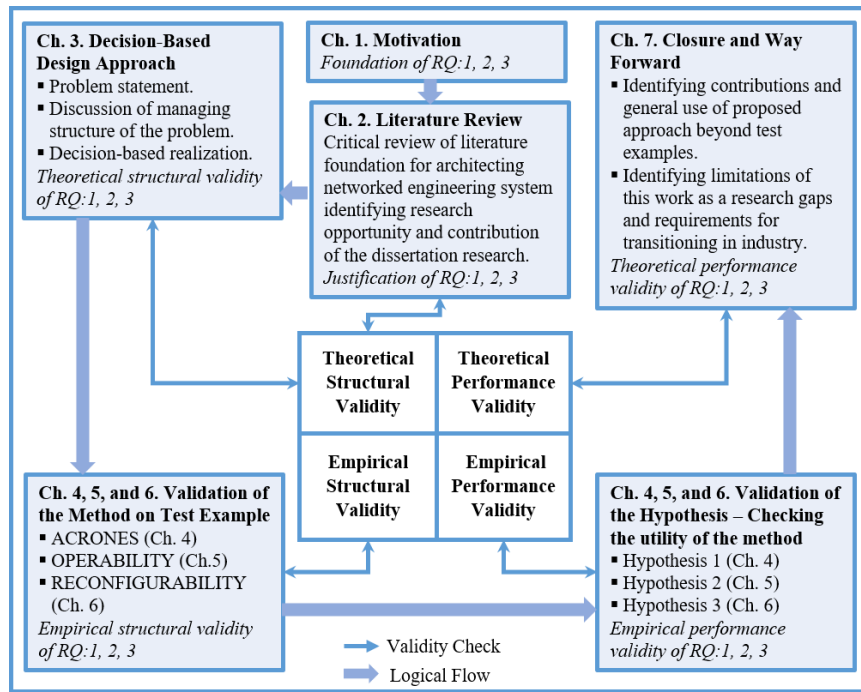 Ch. 3. Decision-Based
Design Approach
▪ Problem statement.
▪ Discussion of managing
structure of the problem.
▪ Decision-based realization.
Theoretical structural validity
of RQ:1, 2, 3
Ch. 1. Motivation
Foundation of RQ:1, 2, 3
Ch. 2. Literature Review
Critical review of literature
foundation for architecting
networked engineering system
identifying research
opportunity and contribution
of the dissertation research.
Justification of RQ:1, 2, 3
Ch. 7. Closure and Way
Forward
▪ Identifying contributions and
general use of proposed
approach beyond test
examples.
▪ Identifying limitations of
this work as a research gaps
and requirements for
transitioning in industry.
Theoretical performance
validity of RQ:1, 2, 3
Theoretical
Structural
Validity
Theoretical
Performance
Validity
Empirical
Structural
Validity
Empirical
Performance
Validity
Ch. 4, 5, and 6. Validation of
the Method on Test Example
▪ ACRONES (Ch. 4)
▪ OPERABILITY (Ch.5)
▪ RECONFIGURABILITY
(Ch. 6)
Empirical structural validity
of RQ:1, 2, 3
Ch. 4, 5, and 6. Validation of
the Hypothesis – Checking
the utility of the method
▪ Hypothesis 1 (Ch. 4)
▪ Hypothesis 2 (Ch. 5)
▪ Hypothesis 3 (Ch. 6)
Empirical performance
validity of RQ:1, 2, 3
Validity Check
Logical Flow